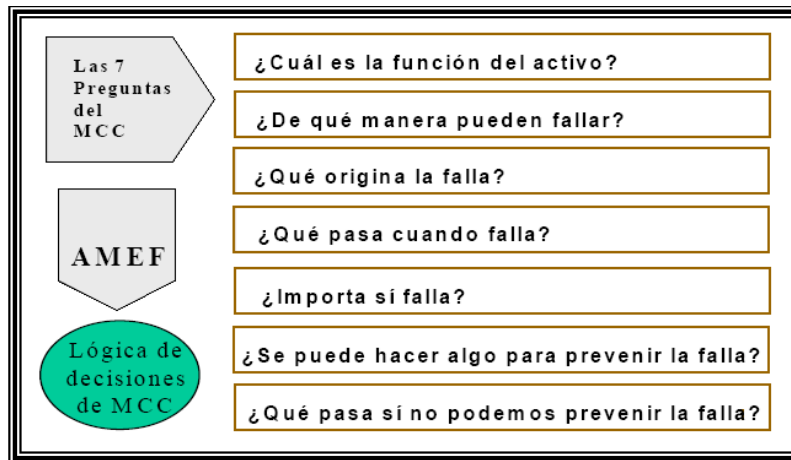 Las 7
Preguntas
del
MCC
AMEF
Lógica de
decisiones
de MCC
¿Cuál es la función del activo?
¿De qué manera pueden fallar?
¿Qué origina la falla?
¿Qué pasa cuando falla?
¿Importa sí falla?
¿Se puede hacer algo para prevenir la falla?
¿Qué pasa sí no podemos prevenir la falla?